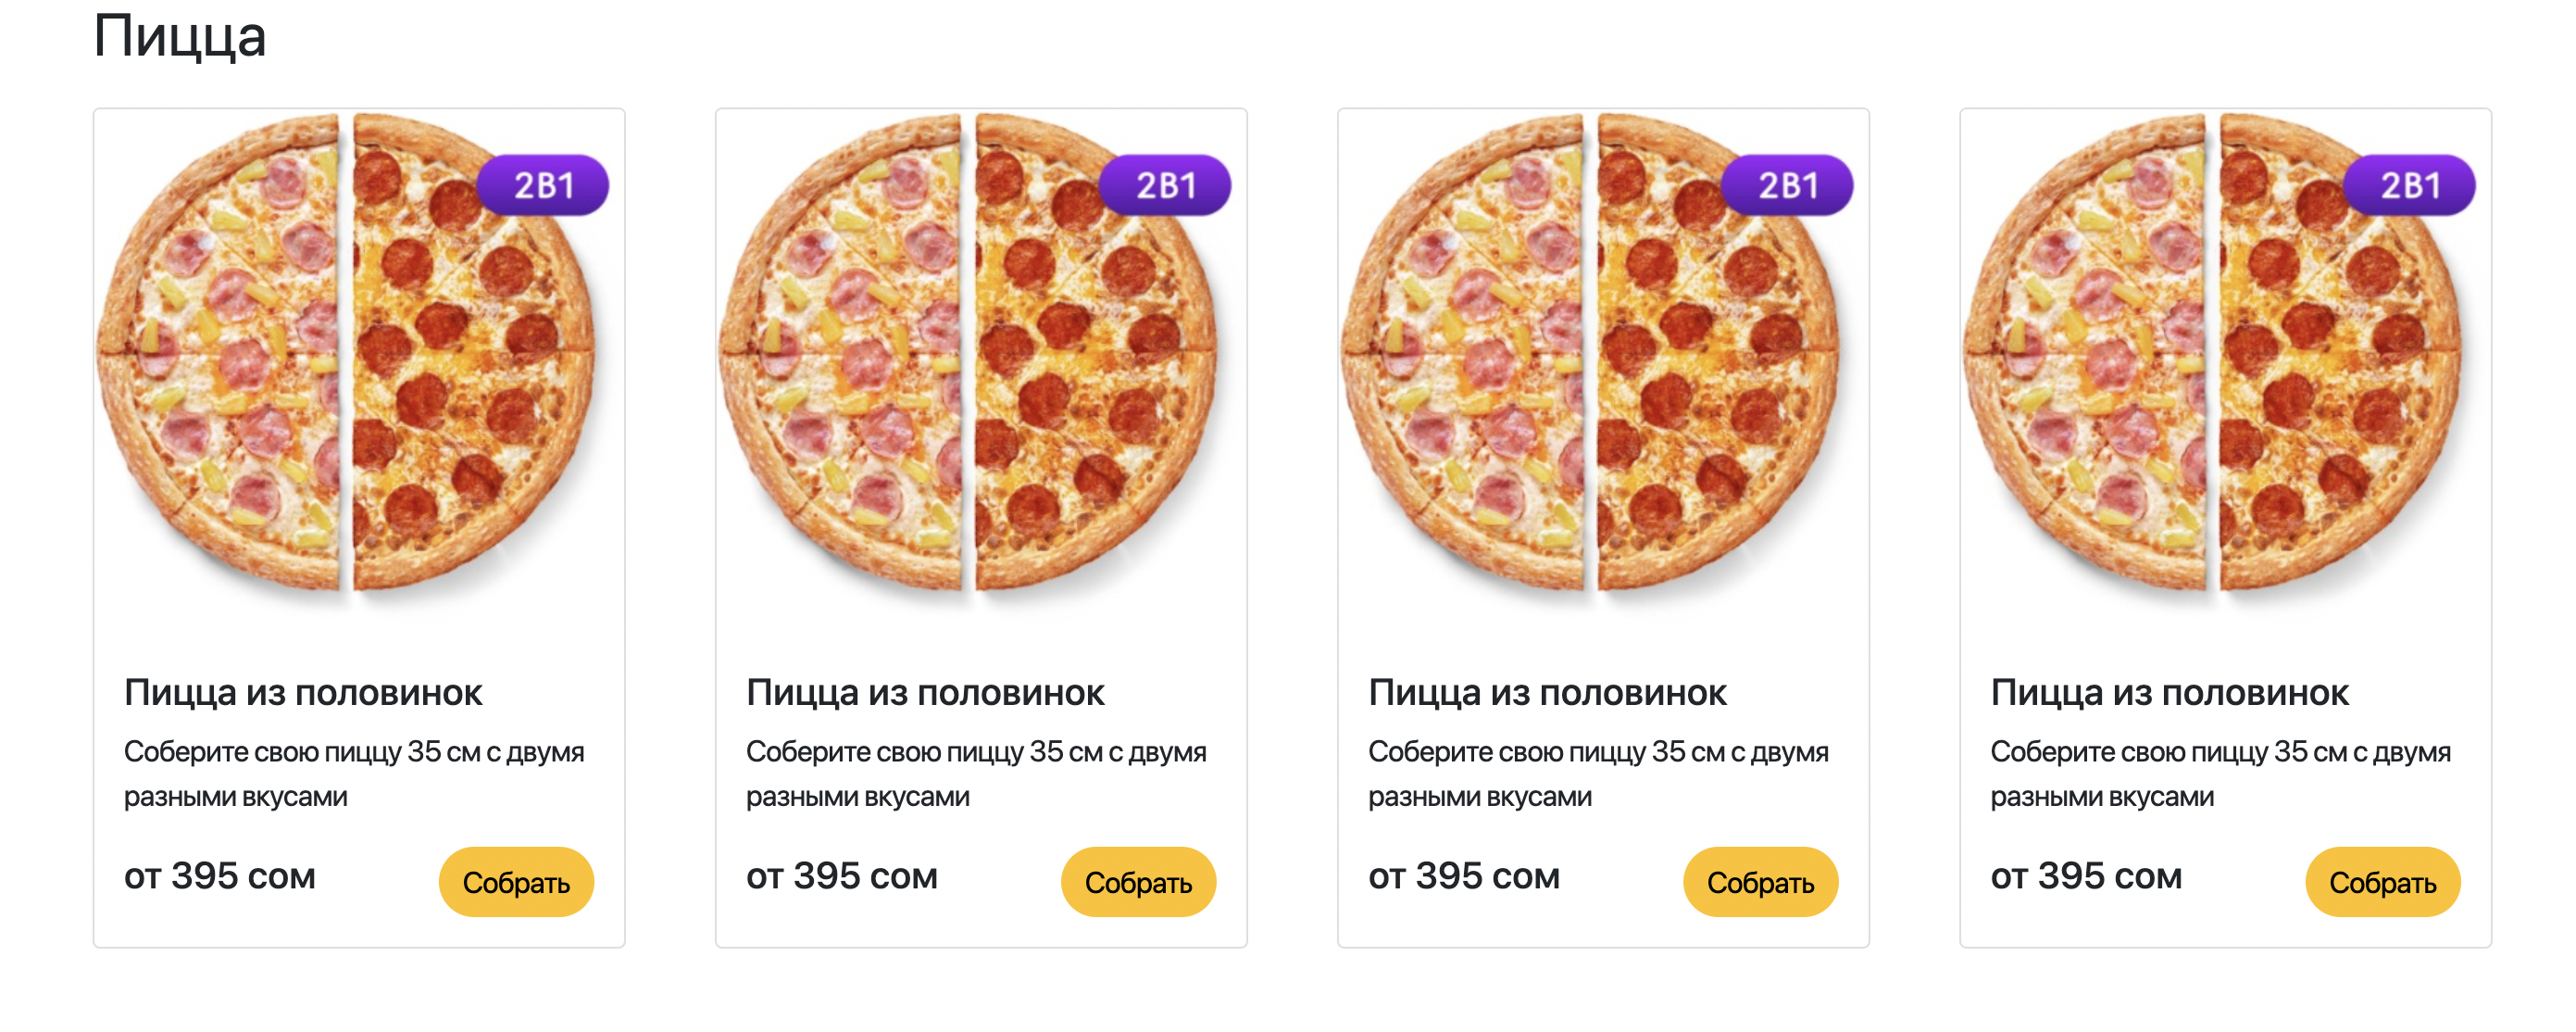 Пицца
2В1
2В1
2В1
2В1
Пицца из половинок
Соберите свою пиццу 35 см с двумя
разными вкусами
от 395 сом
Собрать
Пицца из половинок
Соберите свою пиццу 35 см с двумя
разными вкусами
от 395 сом
Собрать
Пицца из половинок
Соберите свою пиццу 35 см с двумя
разными вкусами
от 395 сом
Собрать
Пицца из половинок
Соберите свою пиццу 35 см с двумя
разными вкусами
от 395 сом
Собрать